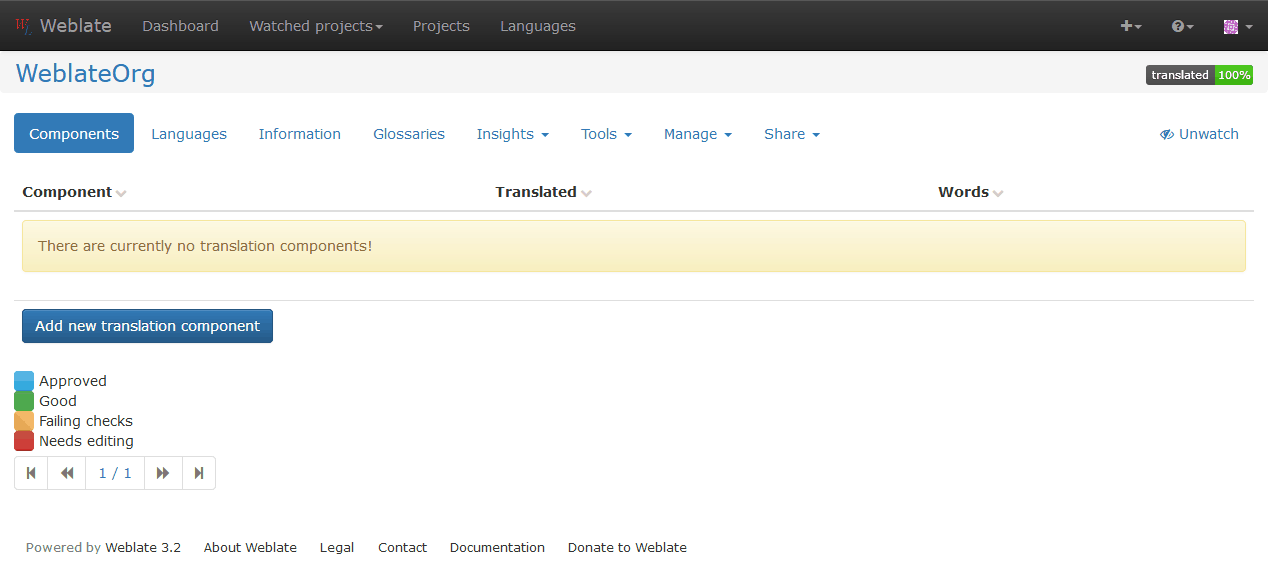 Weblate Dashboard Watched projects Projects Languages
WeblateOrg translated 100%
Components Languages Information Glossaries Insights Tools Manage Share Unwatch
Component Translated Words
There are currently no translation components!
Add new translation component
Approved
Good
Failing checks
Needs editing
1 / 1
Powered by Weblate 3.2 About Weblate Legal Contact Documentation Donate to Weblate